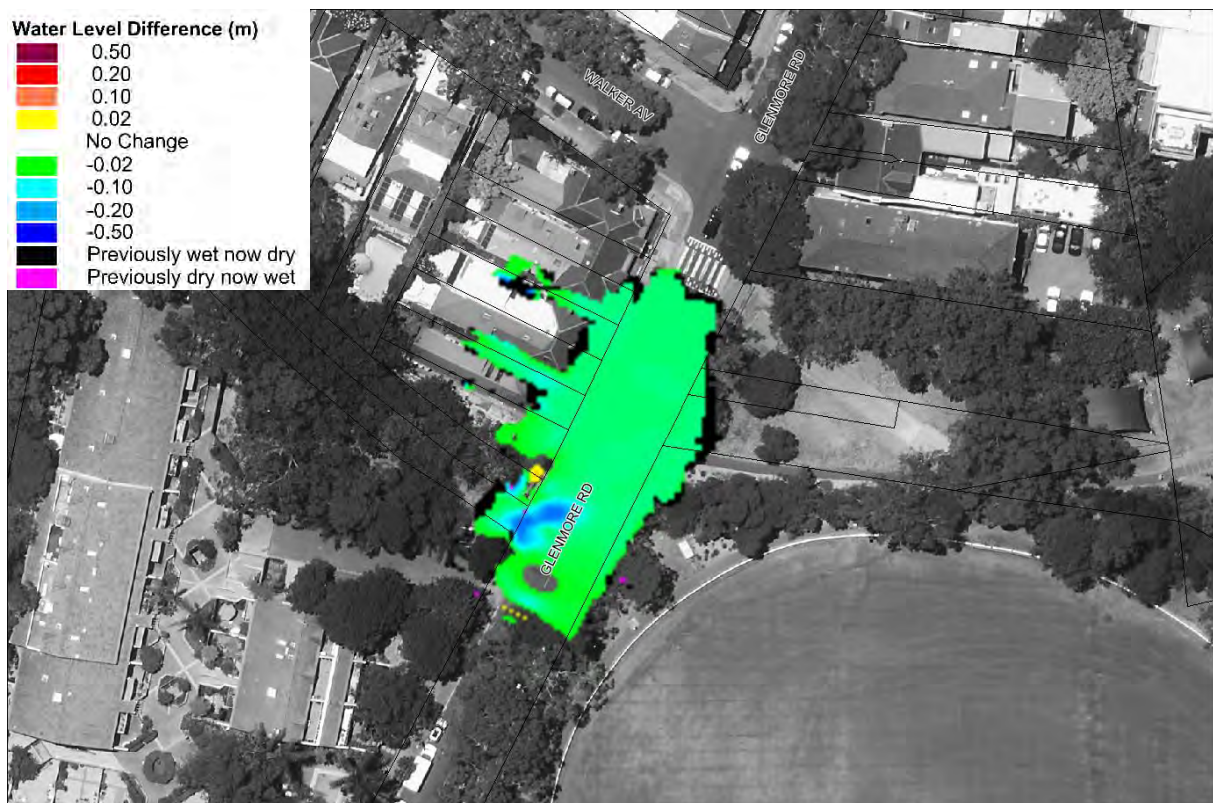 Water Level Difference (m)
0.50
0.20
0.10
0.02
No Change
-0.02
-0.10
-0.20
-0.50
Previously wet now dry
Previously dry now wet
WALKER AV
GLENMORE RD
GLENMORE RD